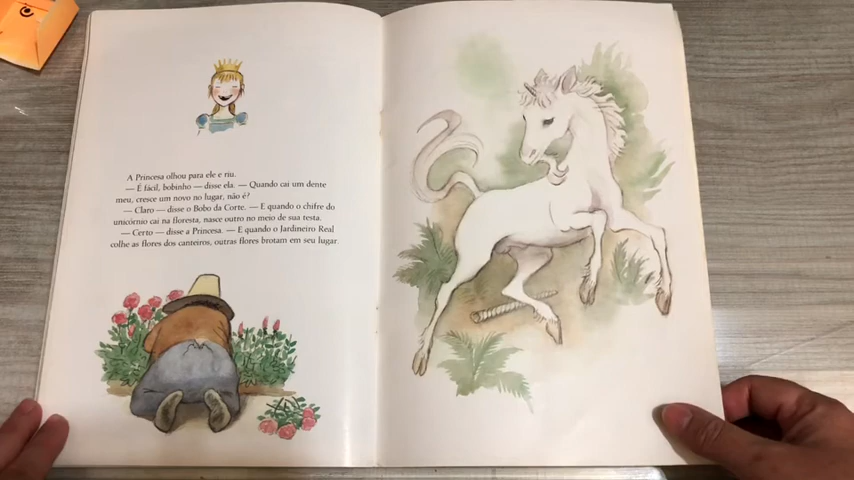 A Princesa olhou para ele e riu.
— É fácil, bobinho — disse ela. — Quando cai um dente
meu, cresce um novo no lugar, não é?
— Claro — disse o Bobo da Corte. — E quando o chifre do
unicórnio cai na floresta, nasce outro no meio de sua testa.
— Certo — disse a Princesa. — E quando o Jardineiro Real
colhe as flores dos canteiros, outras flores brotam em seu lugar.